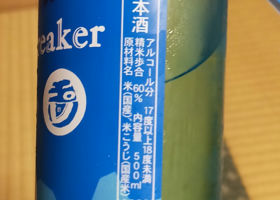 eaker
本酒
アルコール分 17度以上18度未満
精米歩合 60% 内容量 500ml
原材料名 米(国産)、米こうじ(国産米)